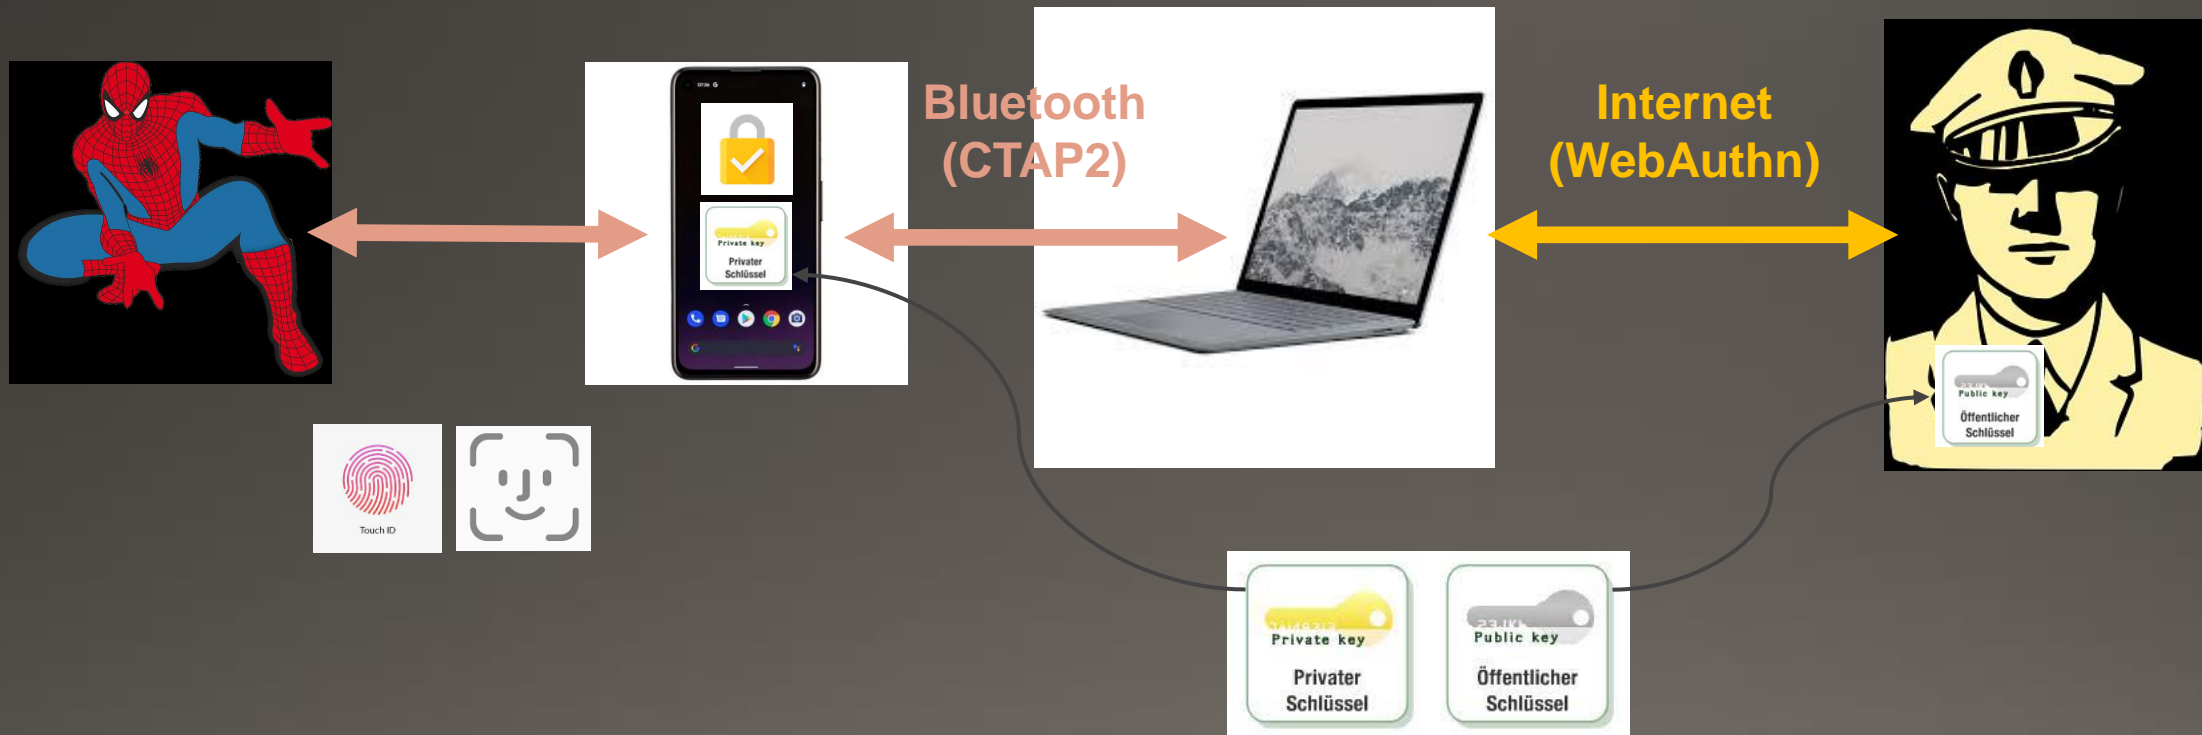 Bluetooth
(CTAP2)
Internet
(WebAuthn)
Private key
Privater
Schlüssel
Public key
Öffentlicher
Schlüssel
Touch ID
Private key
Privater
Schlüssel
Public key
Öffentlicher
Schlüssel